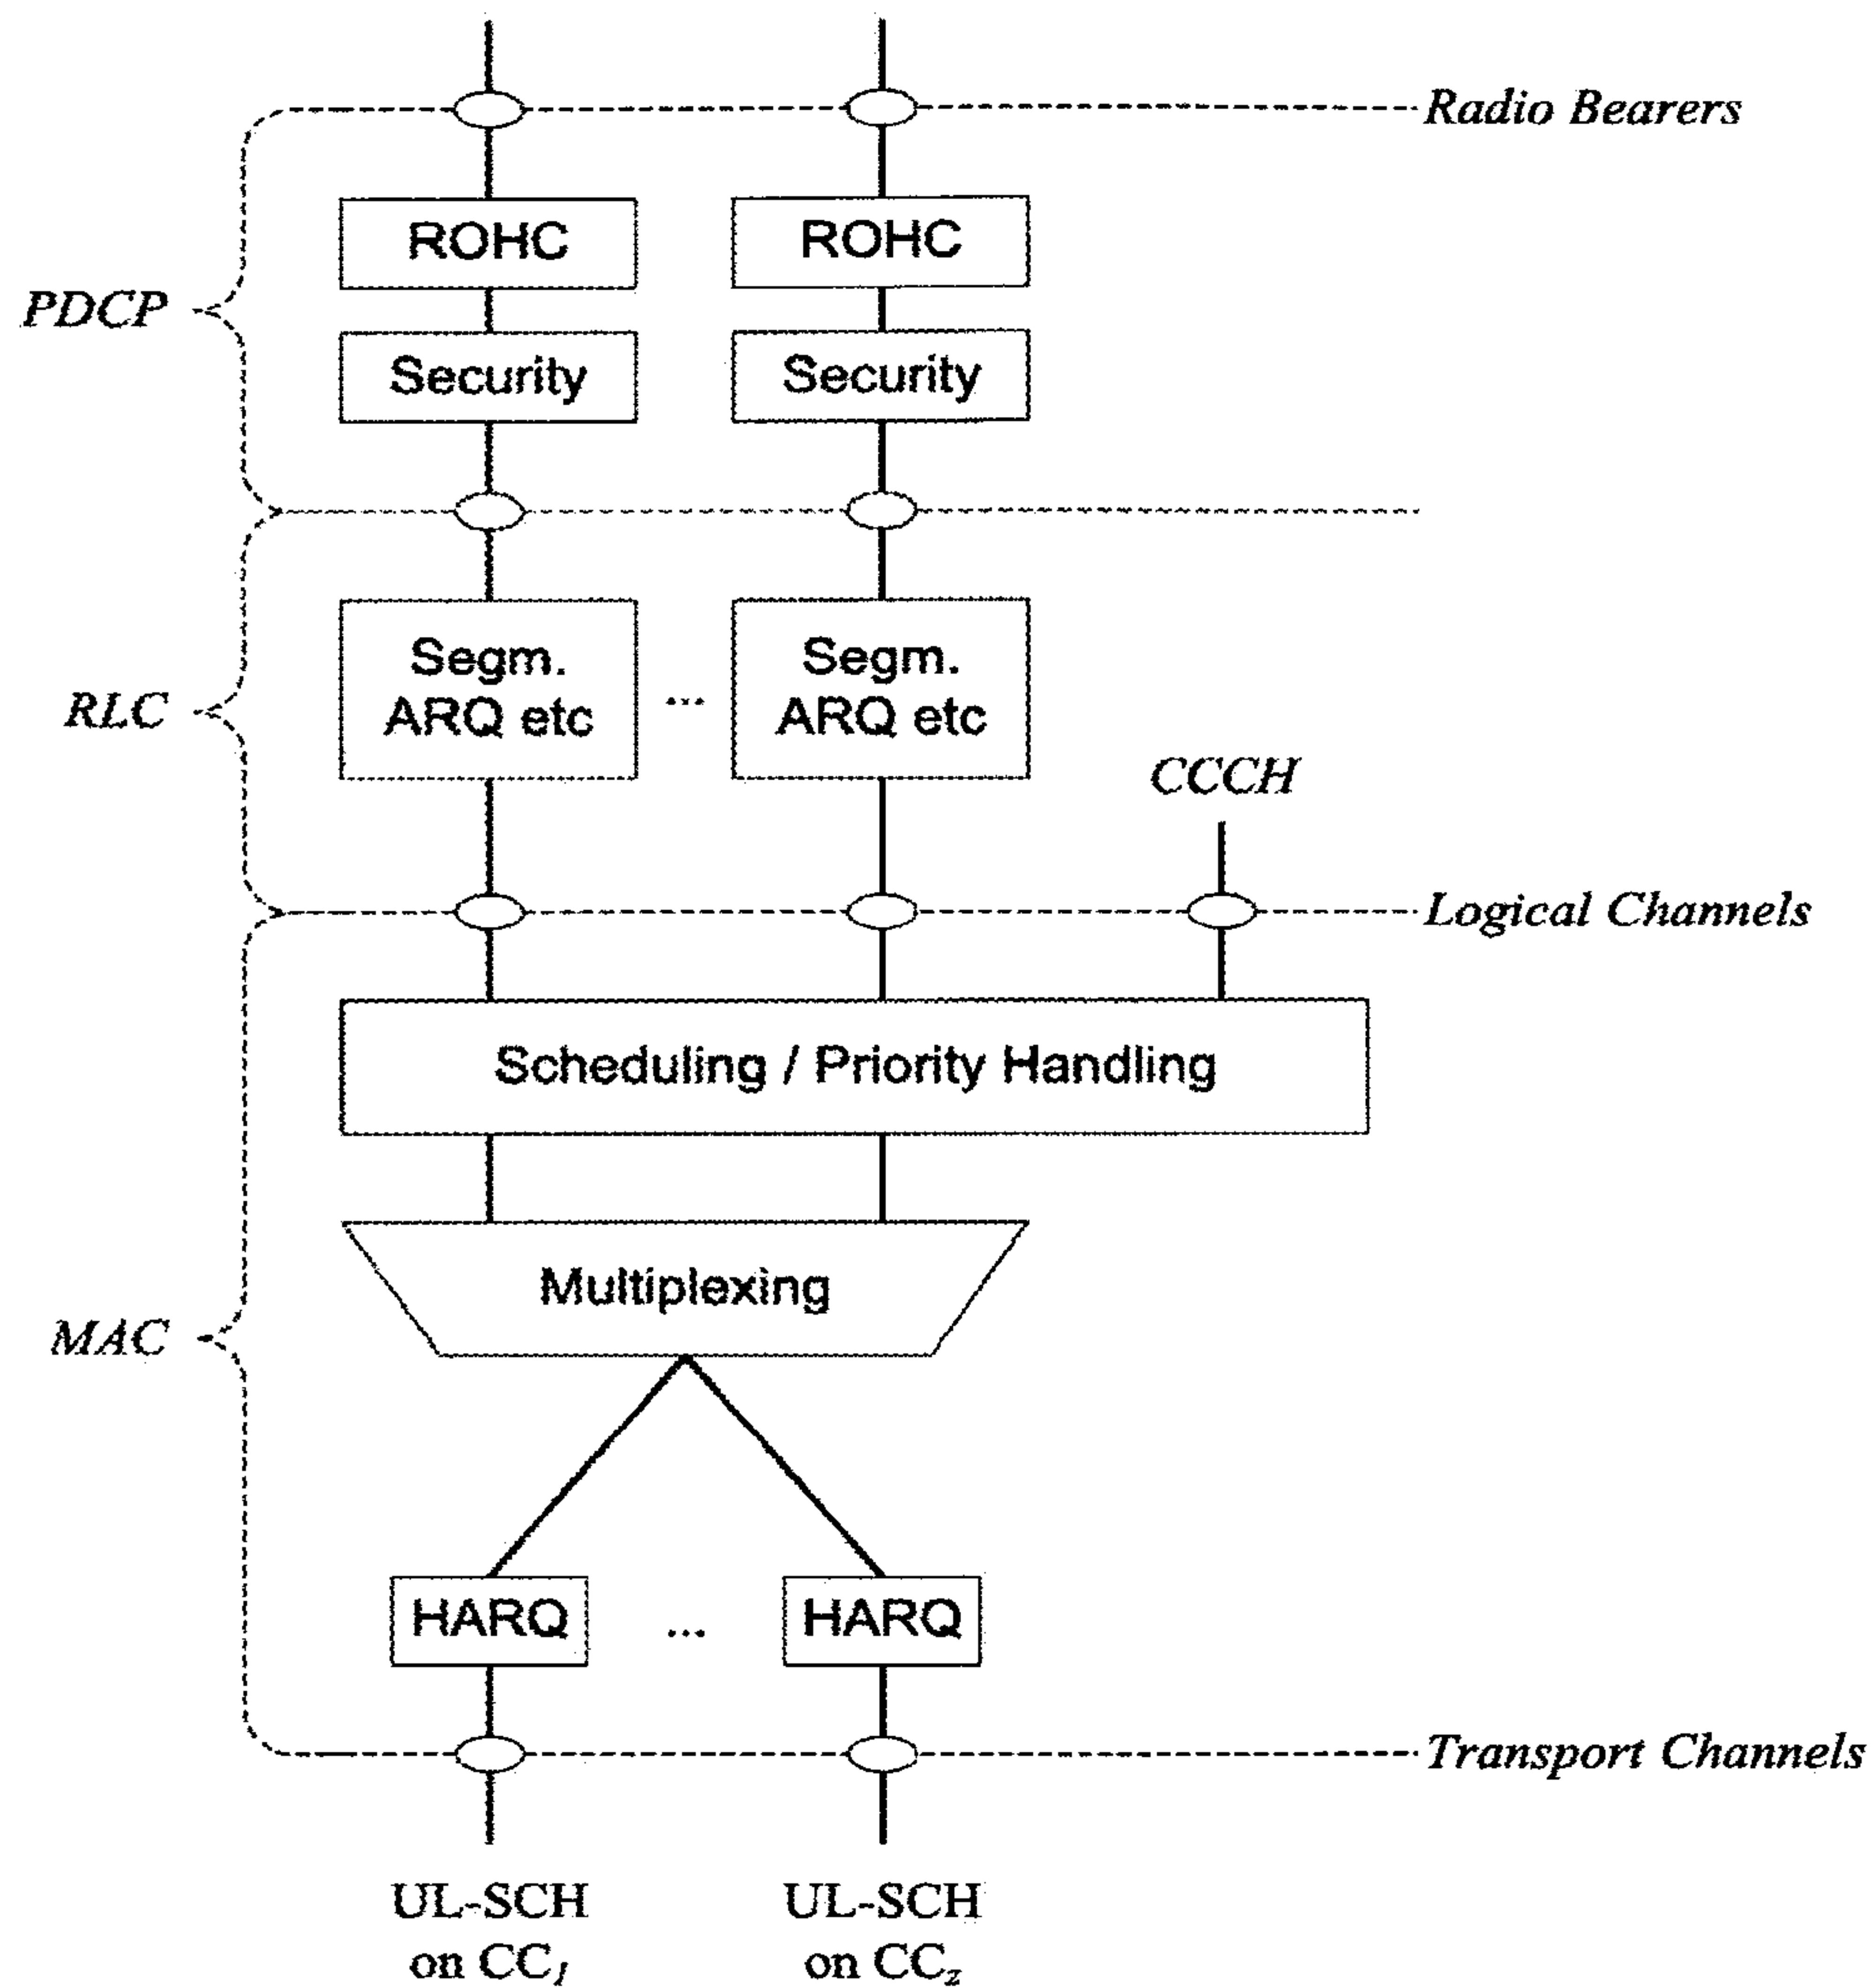 Radio Bearers
ROHC ROHC
PDCP
Security Security
Segm. Segm.
RLC
ARQ etc ... ARQ etc
CCCH
Logical Channels
Scheduling / Priority Handling
Multiplexing
MAC
HARQ ... HARQ
Transport Channels
UL-SCH UL-SCH
on CC1 on CCz